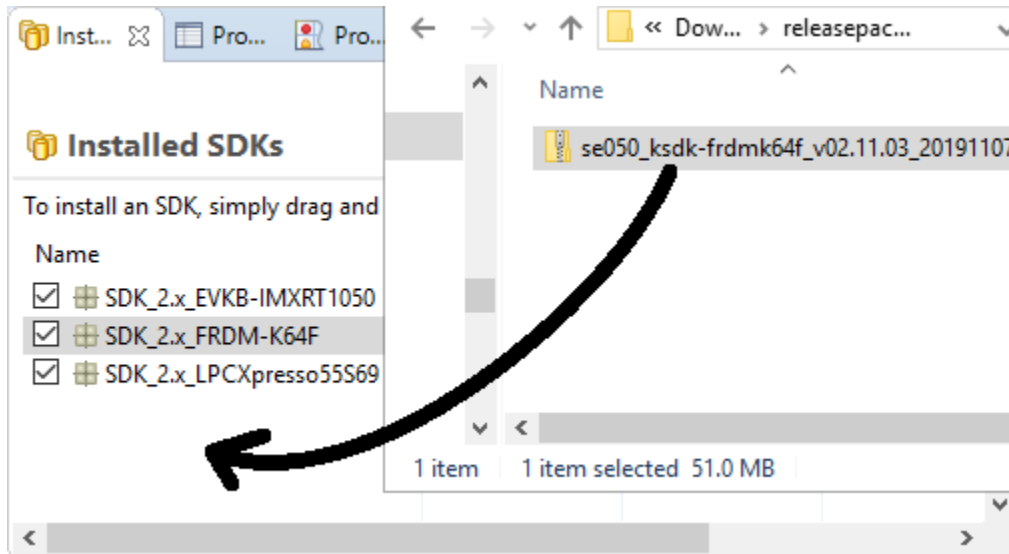 Inst...
Pro...
Pro...
Installed SDKs
To install an SDK, simply drag and
Name
SDK_2.x_EVKB-IMXRT1050
SDK_2.x_FRDM-K64F
SDK_2.x_LPCXpresso55S69
« Dow... › releasepac...
Name
se050_ksdk-frdmk64f_v02.11.03_20191107
1 item
1 item selected 51.0 MB